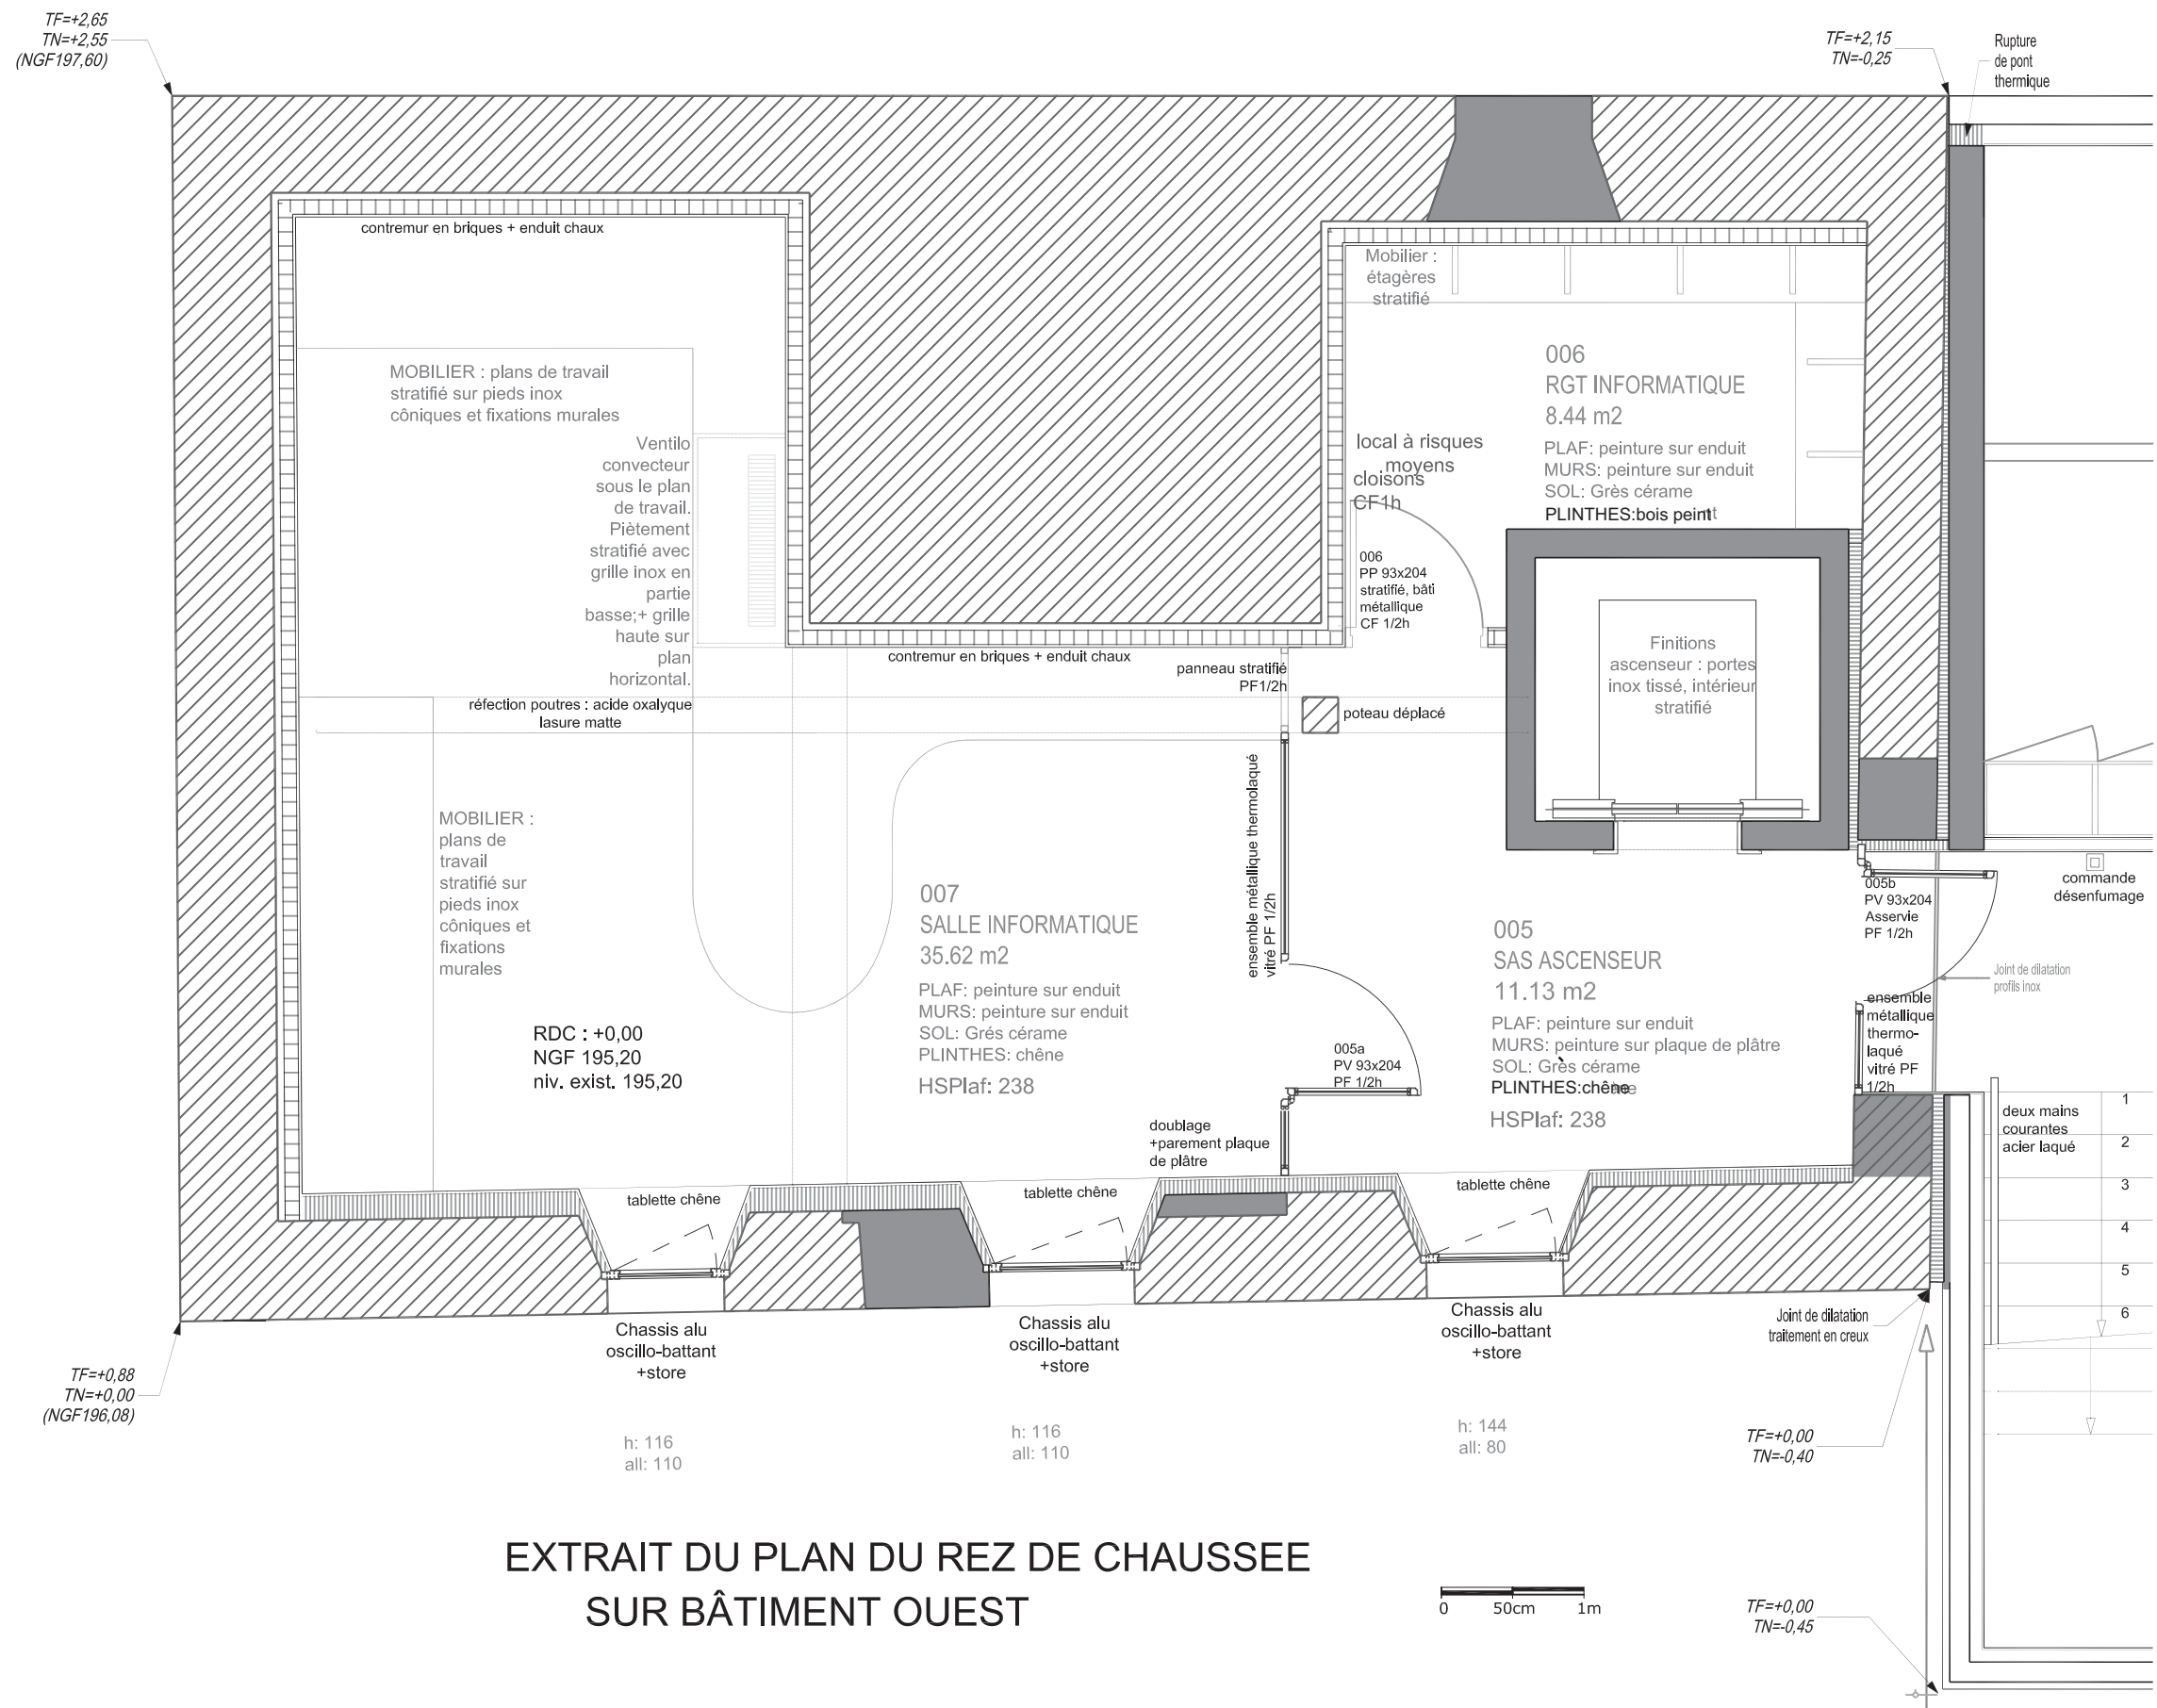 TF=+2,65
TN=+2,55
(NGF197,60)
TF=+2,15
TN=-0,25
Rupture
de pont
thermique
contremur en briques + enduit chaux
Mobilier :
étagères
stratifié
MOBILIER : plans de travail
stratifié sur pieds inox
côniques et fixations murales
006
RGT INFORMATIQUE
8.44 m2
PLAF: peinture sur enduit
MURS: peinture sur enduit
SOL: Grès cérame
PLINTHES:bois peint
local à risques
moyens
cloisons
CF1h
Ventilo
convecteur
sous le plan
de travail.
Piètement
stratifié avec
grille inox en
partie
basse;+ grille
haute sur
plan
horizontal.
006
PP 93x204
stratifié, bâti
métallique
CF 1/2h
Finitions
ascenseur : portes
inox tissé, intérieur
stratifié
contremur en briques + enduit chaux
panneau stratifié
PF1/2h
réfection poutres : acide oxalyque
lasure matte
poteau déplacé
ensemble métallique thermolaqué
vitré PF 1/2h
MOBILIER :
plans de
travail
stratifié sur
pieds inox
côniques et
fixations
murales
007
SALLE INFORMATIQUE
35.62 m2
PLAF: peinture sur enduit
MURS: peinture sur enduit
SOL: Grés cérame
PLINTHES: chêne
HSPlaf: 238
RDC : +0,00
NGF 195,20
niv. exist. 195,20
005
SAS ASCENSEUR
11.13 m2
PLAF: peinture sur enduit
MURS: peinture sur plaque de plâtre
SOL: Grès cérame
PLINTHES:chêne
HSPlaf: 238
005a
PV 93x204
PF 1/2h
005b
PV 93x204
Asservie
PF 1/2h
commande
désenfumage
Joint de dilatation
profils inox
ensemble
métallique
thermo-
laqué
vitré PF
1/2h
deux mains
courantes
acier laqué
1
2
3
4
5
6
doublage
+parement plaque
de plâtre
tablette chêne
tablette chêne
tablette chêne
Chassis alu
oscillo-battant
+store
Chassis alu
oscillo-battant
+store
Chassis alu
oscillo-battant
+store
Joint de dilatation
traitement en creux
TF=+0,88
TN=+0,00
(NGF196,08)
h: 116
all: 110
h: 116
all: 110
h: 144
all: 80
TF=+0,00
TN=-0,40
EXTRAIT DU PLAN DU REZ DE CHAUSSEE
SUR BÂTIMENT OUEST
0 50cm 1m
TF=+0,00
TN=-0,45